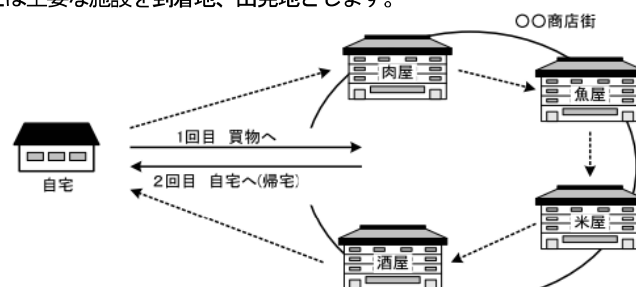 は主要な施設を到着地、出発地とします。
○○商店街
肉屋
魚屋
1回目 買物へ
2回目 自宅へ(帰宅)
自宅
米屋
酒屋